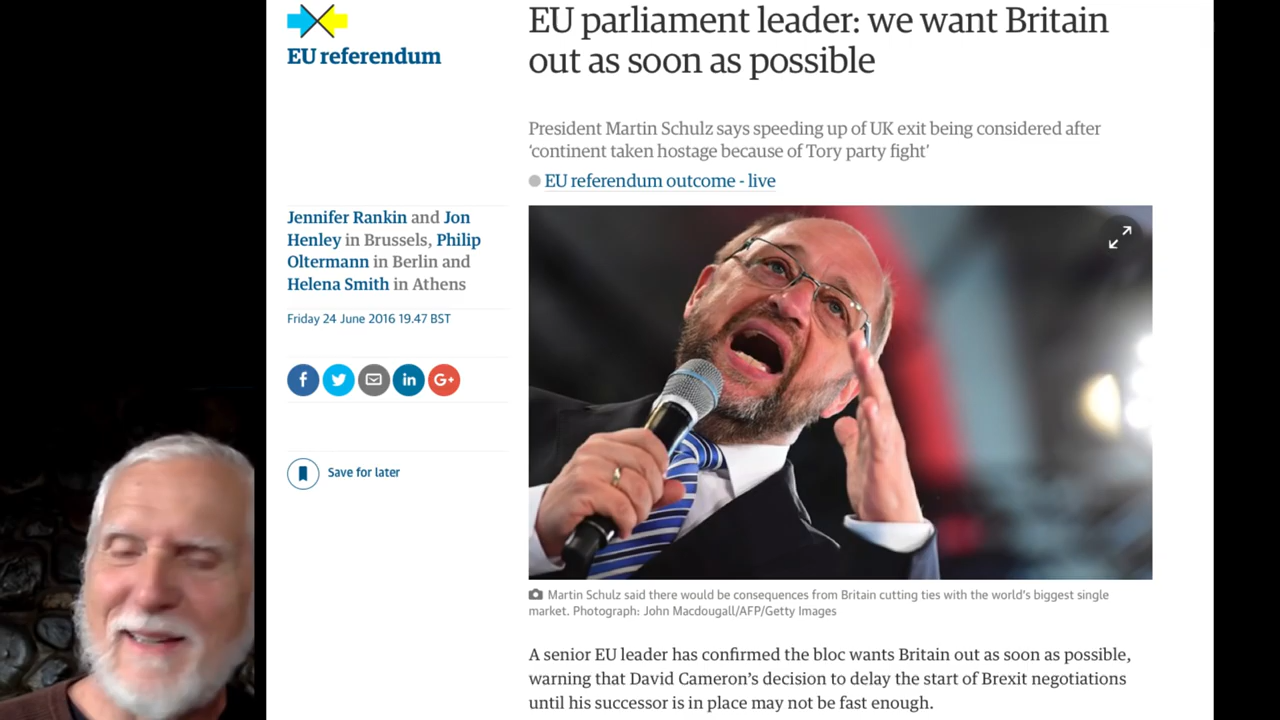 EU referendum
EU parliament leader: we want Britain
out as soon as possible
President Martin Schulz says speeding up of UK exit being considered after
‘continent taken hostage because of Tory party fight’
EU referendum outcome - live
Jennifer Rankin and Jon
Henley in Brussels, Philip
Oltermann in Berlin and
Helena Smith in Athens
Friday 24 June 2016 19.47 BST
f
in
G+
Save for later
Martin Schulz said there would be consequences from Britain cutting ties with the world’s biggest single
market. Photograph: John Macdougall/AFP/Getty Images
A senior EU leader has confirmed the bloc wants Britain out as soon as possible,
warning that David Cameron’s decision to delay the start of Brexit negotiations
until his successor is in place may not be fast enough.